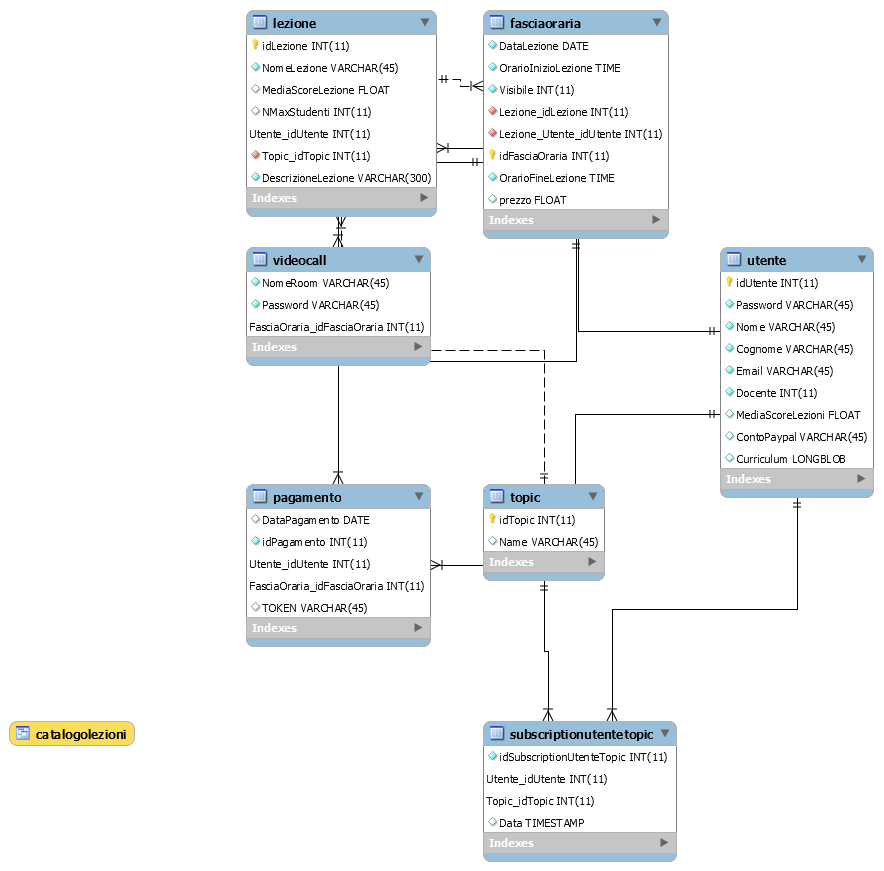 lezione
idLezione INT(11)
NomeLezione VARCHAR(45)
MediaScoreLezione FLOAT
NMaxStudenti INT(11)
Utente_idUtente INT(11)
Topic_idTopic INT(11)
DescrizioneLezione VARCHAR(300)
Indexes
fasciaoraria
DataLezione DATE
OrarioInizioLezione TIME
Visibile INT(11)
Lezione_idLezione INT(11)
Lezione_Utente_idUtente INT(11)
idFasciaOraria INT(11)
OrarioFineLezione TIME
prezzo FLOAT
Indexes
videocall
NomeRoom VARCHAR(45)
Password VARCHAR(45)
FasciaOraria_idFasciaOraria INT(11)
Indexes
utente
idUtente INT(11)
Password VARCHAR(45)
Nome VARCHAR(45)
Cognome VARCHAR(45)
Email VARCHAR(45)
Docente INT(11)
MediaScoreLezioni FLOAT
ContoPaypal VARCHAR(45)
Curriculum LONGBLOB
Indexes
pagamento
DataPagamento DATE
idPagamento INT(11)
Utente_idUtente INT(11)
FasciaOraria_idFasciaOraria INT(11)
TOKEN VARCHAR(45)
Indexes
topic
idTopic INT(11)
Name VARCHAR(45)
Indexes
catalogolezioni
subscriptionutentetopic
idSubscriptionUtenteTopic INT(11)
Utente_idUtente INT(11)
Topic_idTopic INT(11)
Data TIMESTAMP
Indexes